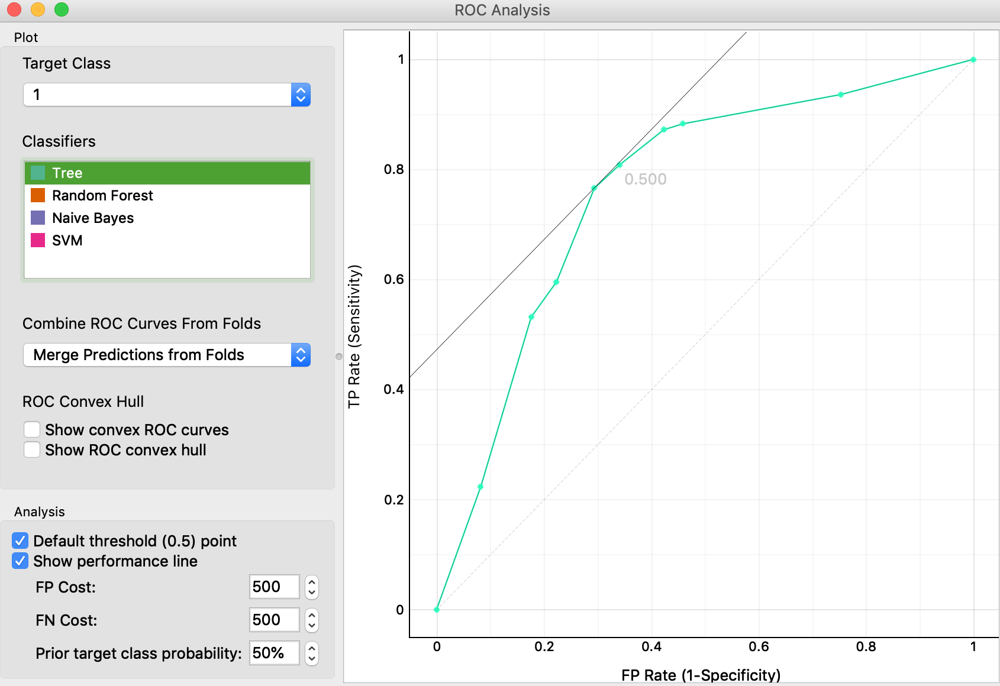 ROC Analysis
Plot
Target Class
1
Classifiers
Tree
Random Forest
Naive Bayes
SVM
Combine ROC Curves From Folds
Merge Predictions from Folds
ROC Convex Hull
Show convex ROC curves
Show ROC convex hull
Analysis
Default threshold (0.5) point
Show performance line
FP Cost: 500
FN Cost: 500
Prior target class probability: 50%
TP Rate (Sensitivity)
1
0.8
0.6
0.4
0.2
0
0.500
0 0.2 0.4 0.6 0.8 1
FP Rate (1-Specificity)